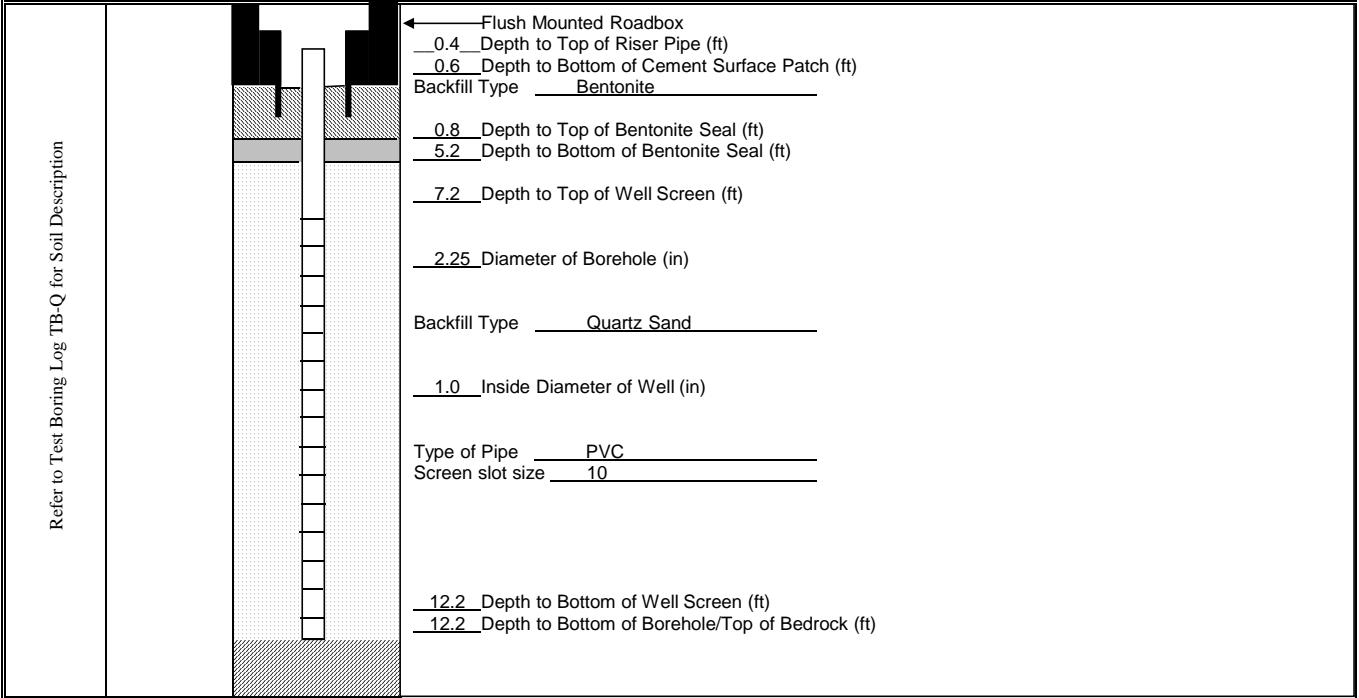 Refer to Test Boring Log TB-Q for Soil Description
Flush Mounted Roadbox
__0.4__Depth to Top of Riser Pipe (ft)
0.6 Depth to Bottom of Cement Surface Patch (ft)
Backfill Type Bentonite
0.8 Depth to Top of Bentonite Seal (ft)
5.2 Depth to Bottom of Bentonite Seal (ft)
7.2 Depth to Top of Well Screen (ft)
2.25 Diameter of Borehole (in)
Backfill Type Quartz Sand
1.0 Inside Diameter of Well (in)
Type of Pipe PVC
Screen slot size 10
12.2 Depth to Bottom of Well Screen (ft)
12.2 Depth to Bottom of Borehole/Top of Bedrock (ft)